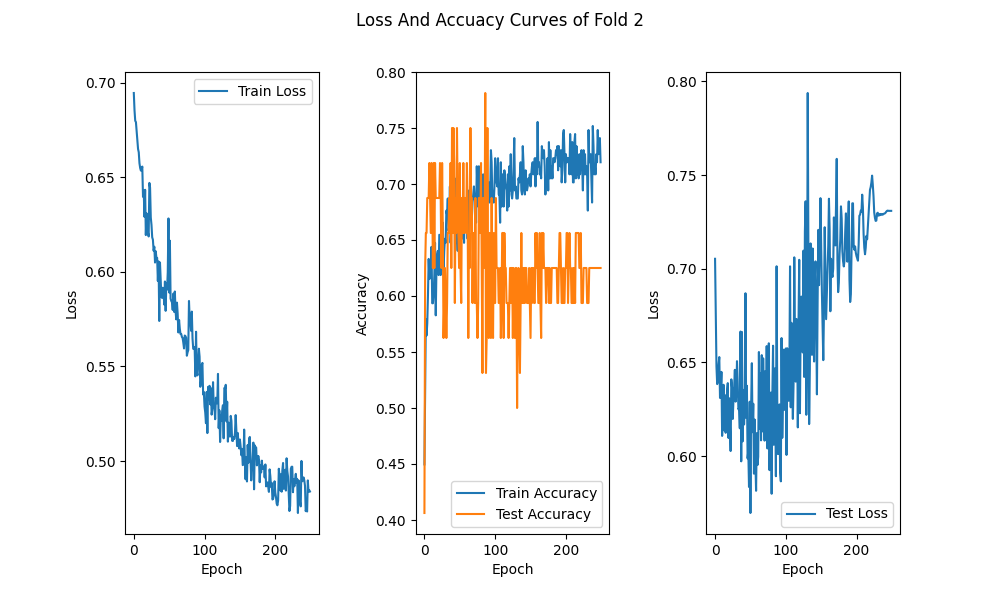 Loss And Accuacy Curves of Fold 2
0.70
0.65
0.60
0.55
0.50
Loss
0 100 200
Epoch
Train Loss
0.80
0.75
0.70
0.65
0.60
0.55
0.50
0.45
0.40
Accuracy
0 100 200
Epoch
Train Accuracy
Test Accuracy
0.80
0.75
0.70
0.65
0.60
Loss
0 100 200
Epoch
Test Loss